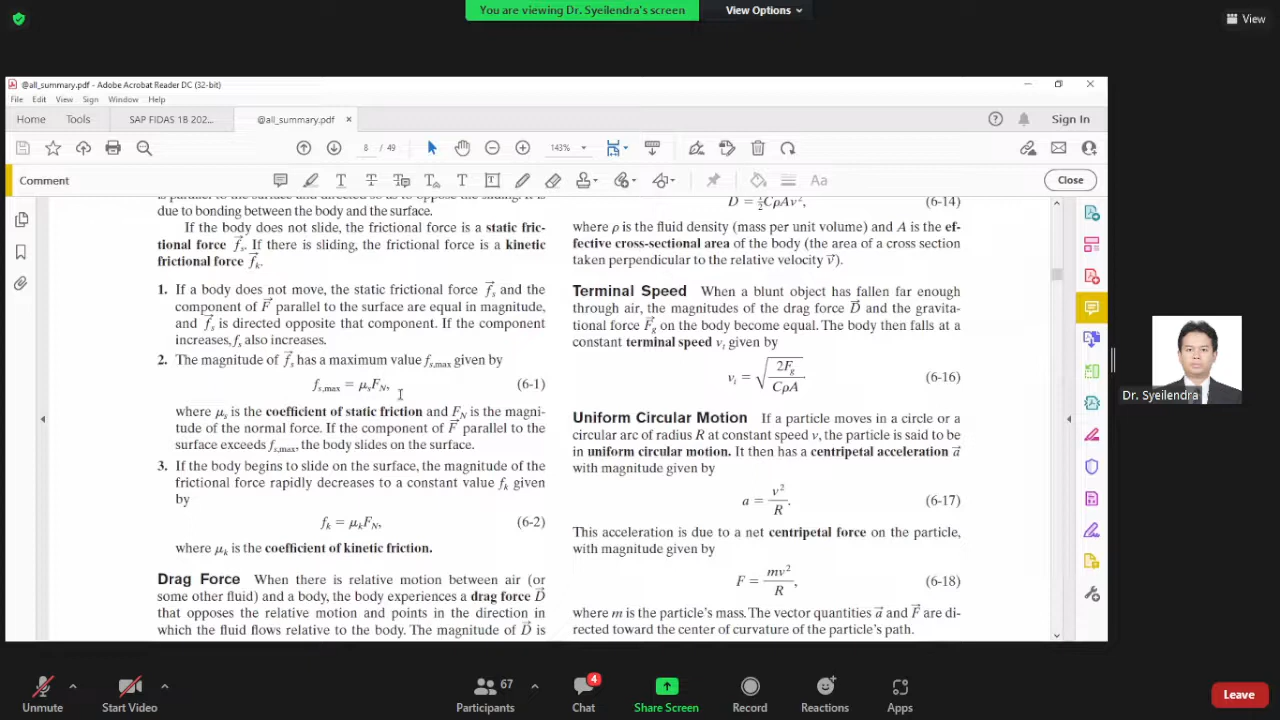 You are viewing Dr. Syeilendra's screen
View Options
View
@all_summary.pdf - Adobe Acrobat Reader DC (32-bit)
File Edit View Sign Window Help
Home Tools SAP FIDAS 1B 202... @all_summary.pdf ×
Sign In
8 / 49
143%
Comment
Close
due to bonding between the body and the surface.
If the body does not slide, the frictional force is a static fric-
tional force f⃗s. If there is sliding, the frictional force is a kinetic
frictional force f⃗k.
1. If a body does not move, the static frictional force f⃗s and the
component of F⃗ parallel to the surface are equal in magnitude,
and f⃗s is directed opposite that component. If the component
increases, fs also increases.
2. The magnitude of f⃗s has a maximum value fs,max given by
fs,max = μsFN, (6-1)
where μs is the coefficient of static friction and FN is the magni-
tude of the normal force. If the component of F⃗ parallel to the
surface exceeds fs,max, the body slides on the surface.
3. If the body begins to slide on the surface, the magnitude of the
frictional force rapidly decreases to a constant value fk given
by
fk = μkFN, (6-2)
where μk is the coefficient of kinetic friction.
Drag Force When there is relative motion between air (or
some other fluid) and a body, the body experiences a drag force D⃗
that opposes the relative motion and points in the direction in
which the fluid flows relative to the body. The magnitude of D⃗ is
D = ½CρAv², (6-14)
where ρ is the fluid density (mass per unit volume) and A is the ef-
fective cross-sectional area of the body (the area of a cross section
taken perpendicular to the relative velocity v⃗).
Terminal Speed When a blunt object has fallen far enough
through air, the magnitudes of the drag force D⃗ and the gravita-
tional force F⃗g on the body become equal. The body then falls at a
constant terminal speed vt given by
vt = √(2Fg/CρA) (6-16)
Uniform Circular Motion If a particle moves in a circle or a
circular arc of radius R at constant speed v, the particle is said to be
in uniform circular motion. It then has a centripetal acceleration a⃗
with magnitude given by
a = v²/R. (6-17)
This acceleration is due to a net centripetal force on the particle,
with magnitude given by
F = mv²/R, (6-18)
where m is the particle's mass. The vector quantities a⃗ and F⃗ are di-
rected toward the center of curvature of the particle's path.
Dr. Syeilendra
Unmute
Start Video
67
Participants
4
Chat
Share Screen
Record
Reactions
Apps
Leave